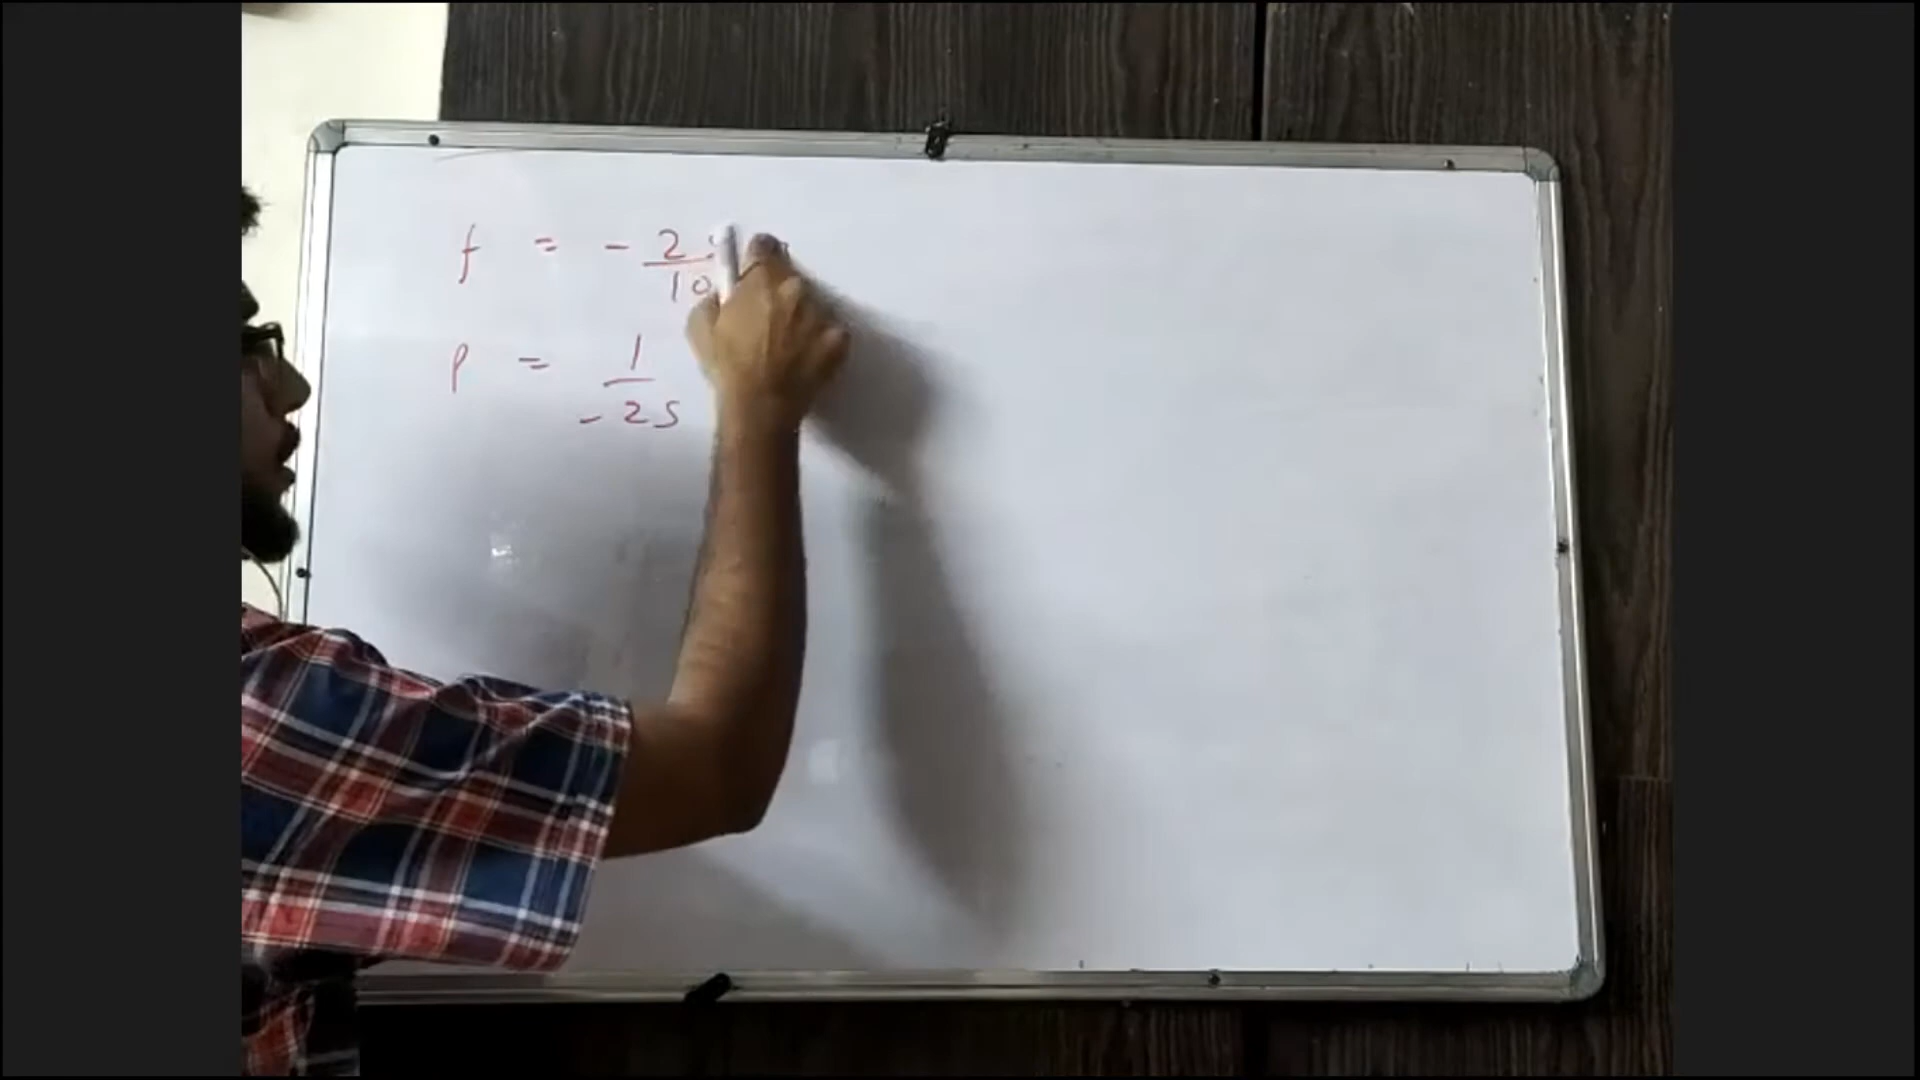 f = - 2
10
P = 1
- 25